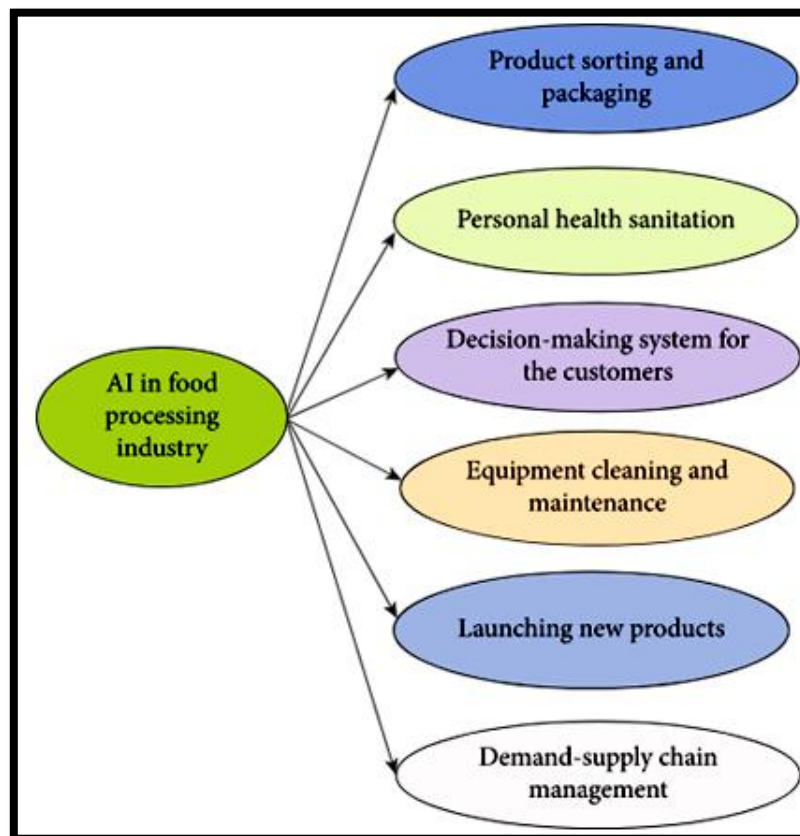 Product sorting and
packaging
Personal health sanitation
Decision-making system for
the customers
AI in food
processing
industry
Equipment cleaning and
maintenance
Launching new products
Demand-supply chain
management